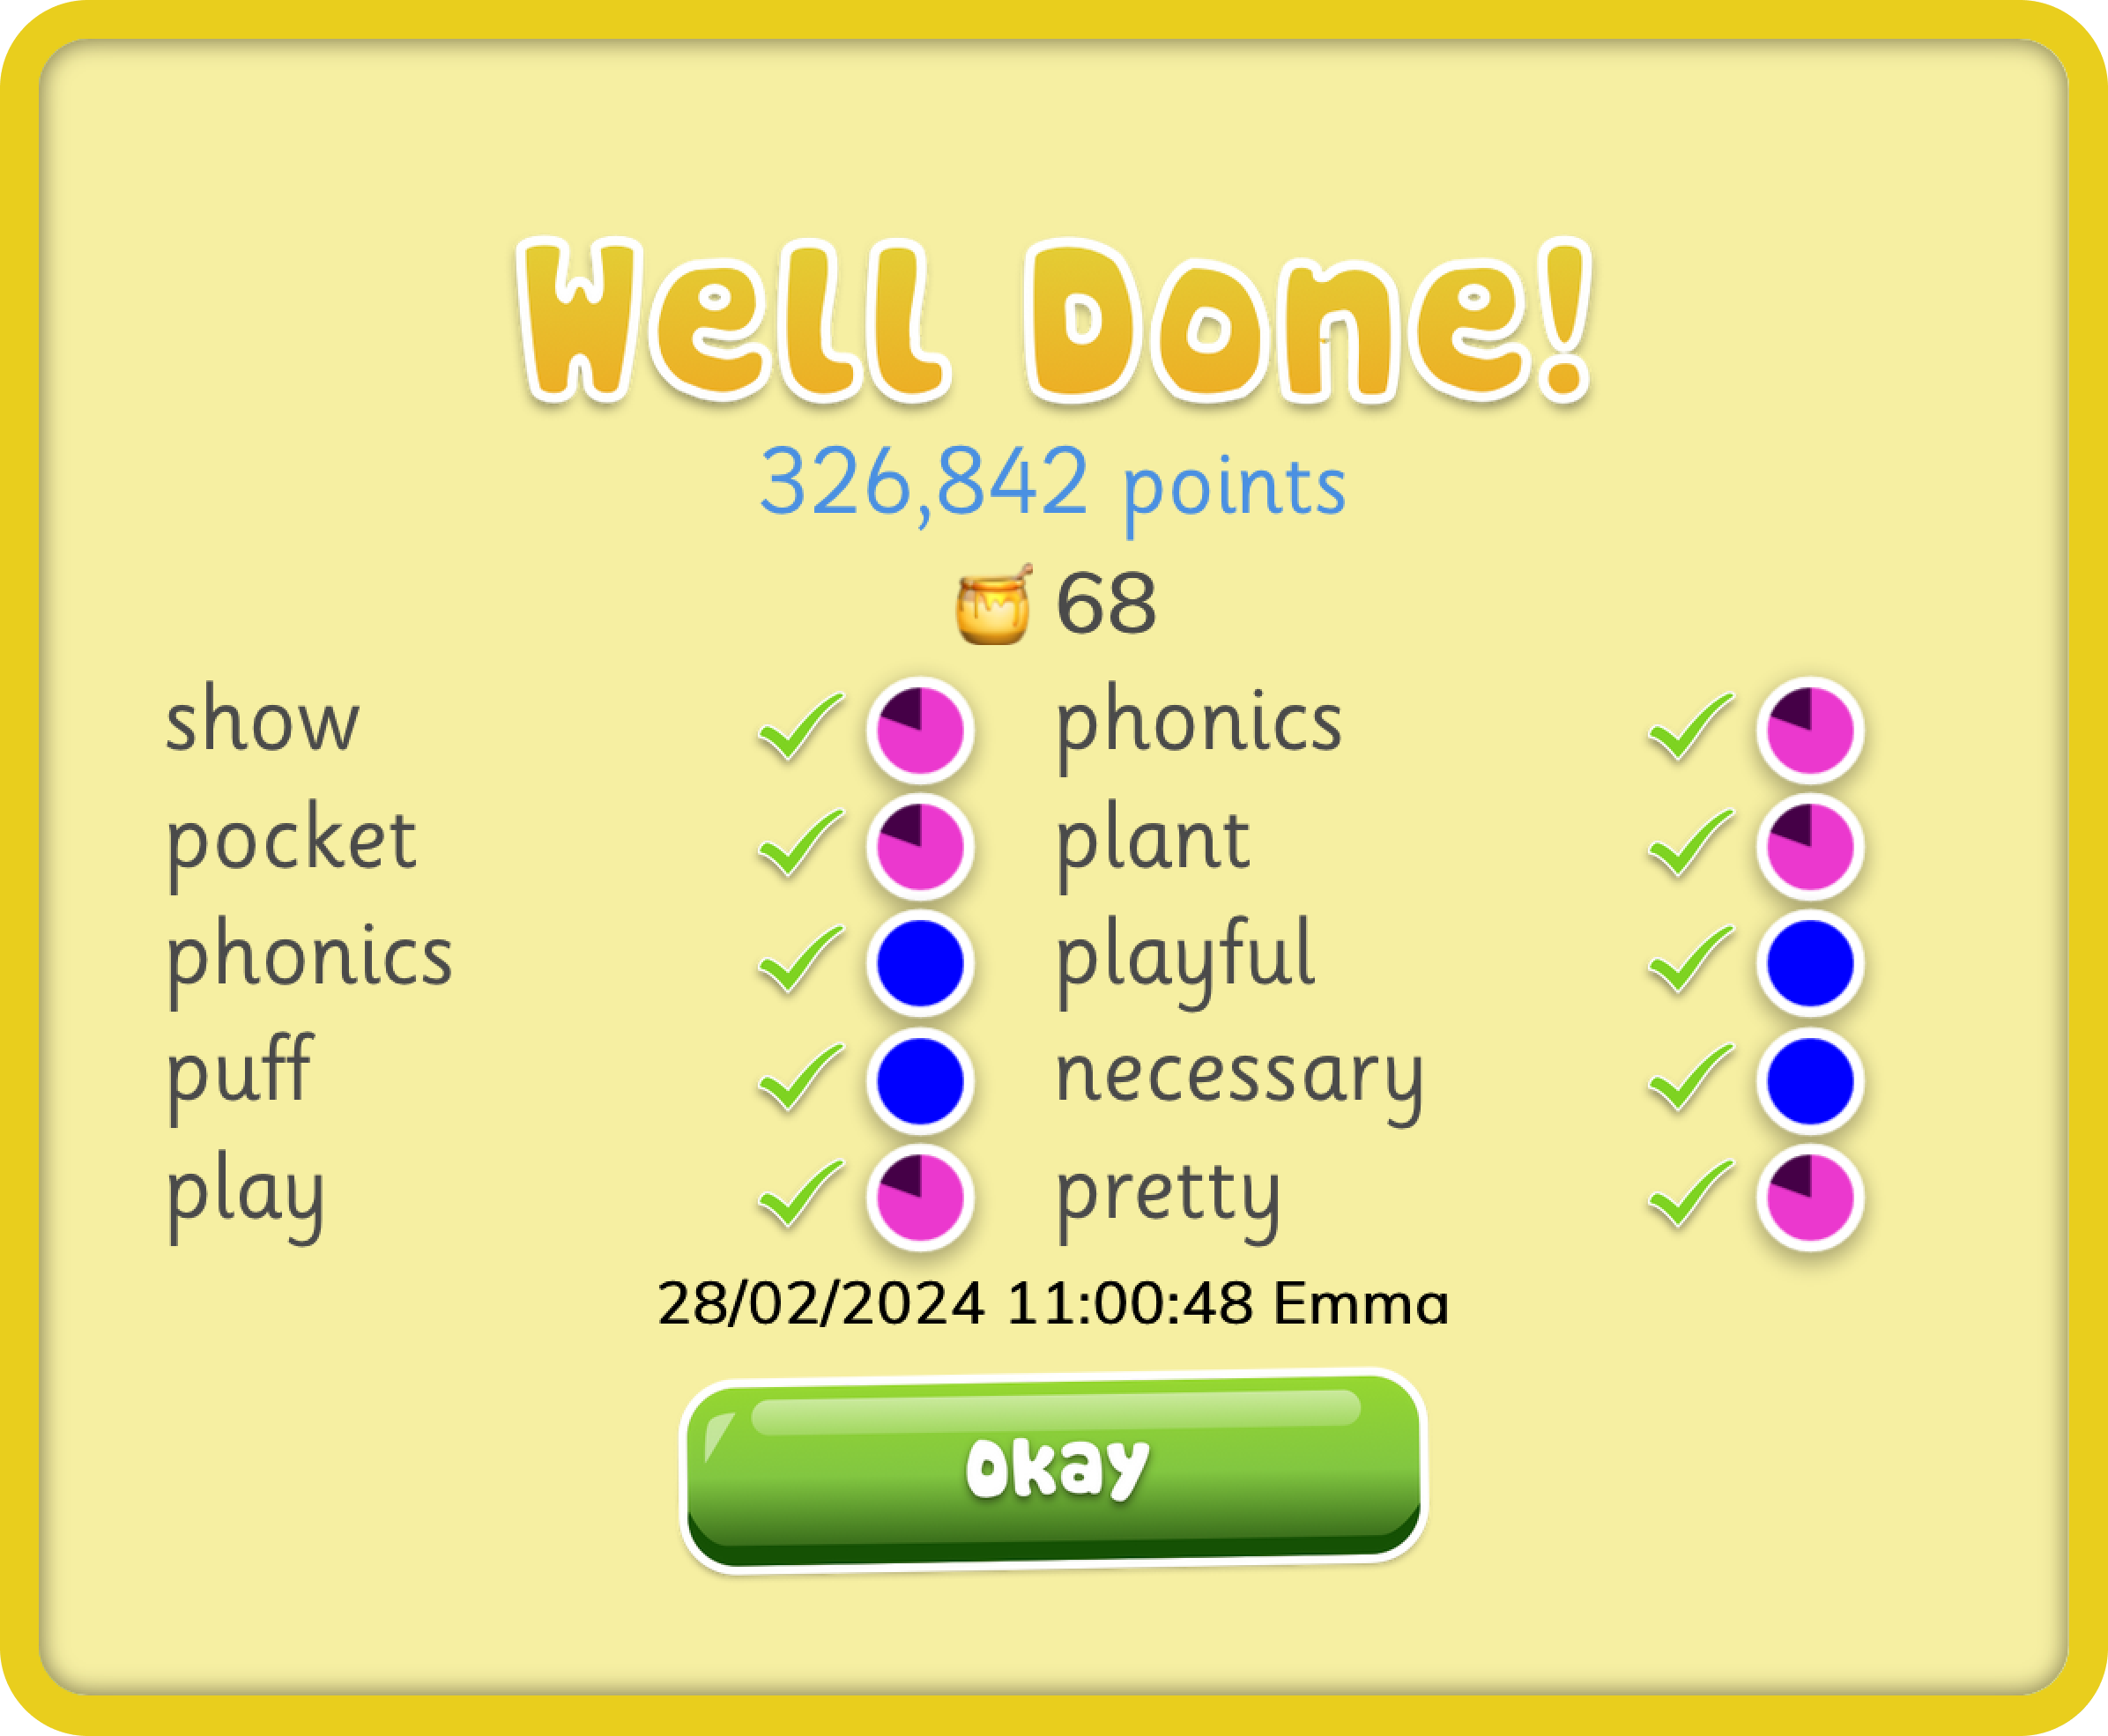 Well Done!
326,842 points
68
show
phonics
pocket
plant
phonics
playful
puff
necessary
play
pretty
28/02/2024 11:00:48 Emma
Okay